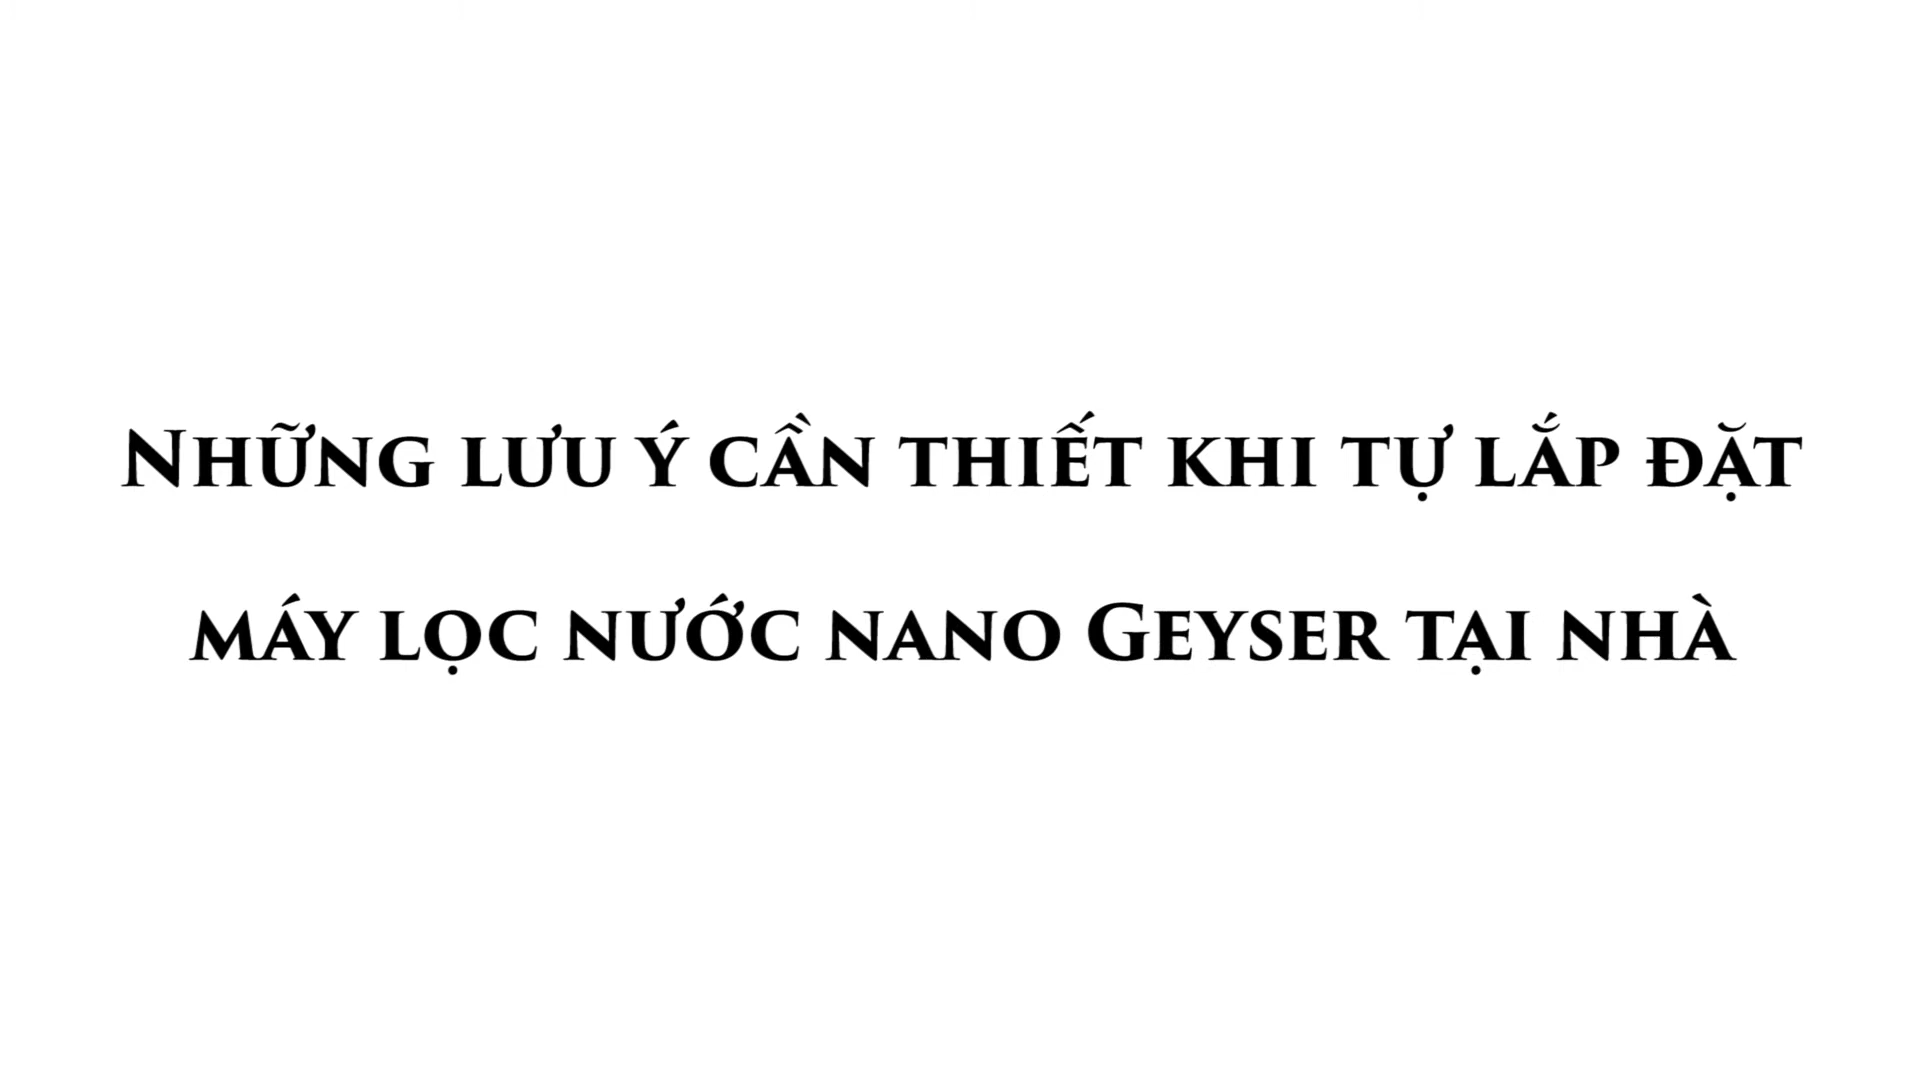 Những lưu ý cần thiết khi tự lắp đặt
máy lọc nước nano Geyser tại nhà